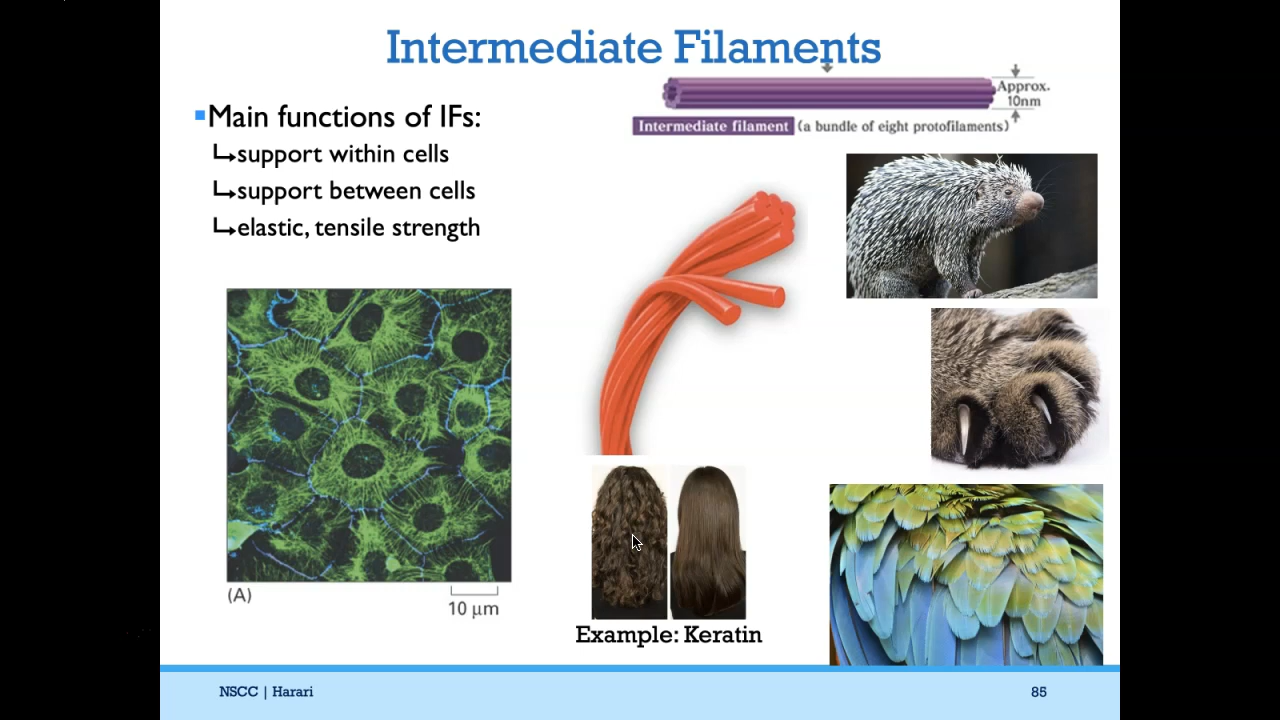 Intermediate Filaments
Approx.
10nm
Intermediate filament (a bundle of eight protofilaments)
▪Main functions of IFs:
↳support within cells
↳support between cells
↳elastic, tensile strength
(A)
10 µm
Example: Keratin
NSCC | Harari
85